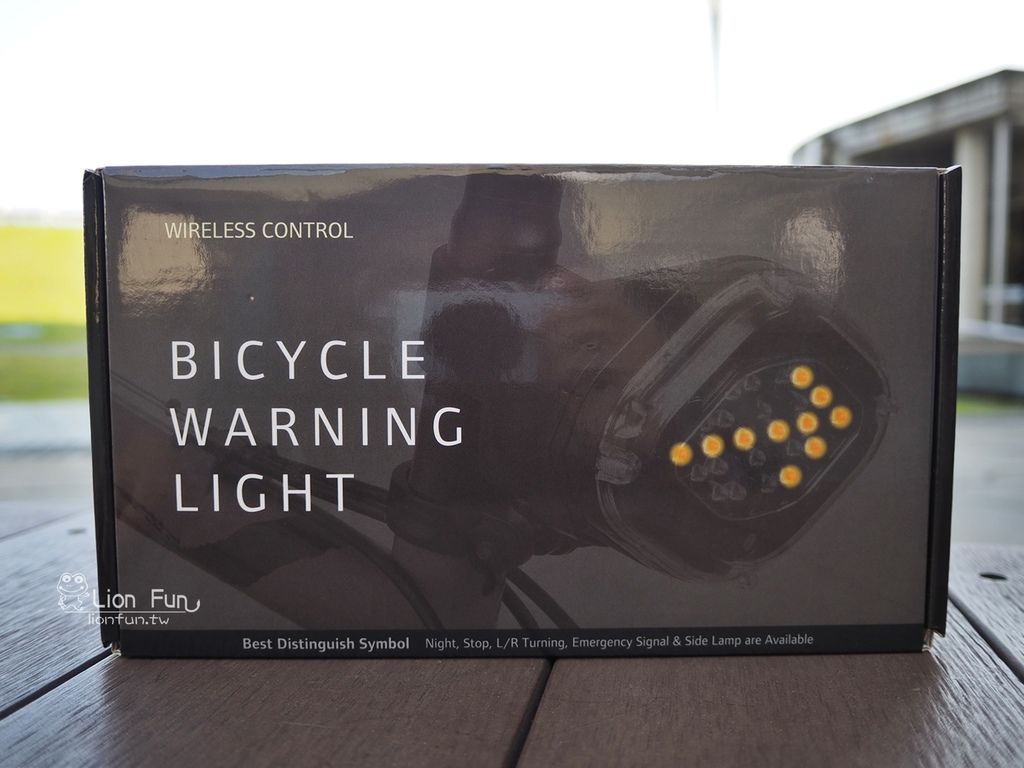 WIRELESS CONTROL
BICYCLE
WARNING
LIGHT
Lion Fun
lionfun.tw
Best Distinguish Symbol Night, Stop, L/R Turning, Emergency Signal & Side Lamp are Available